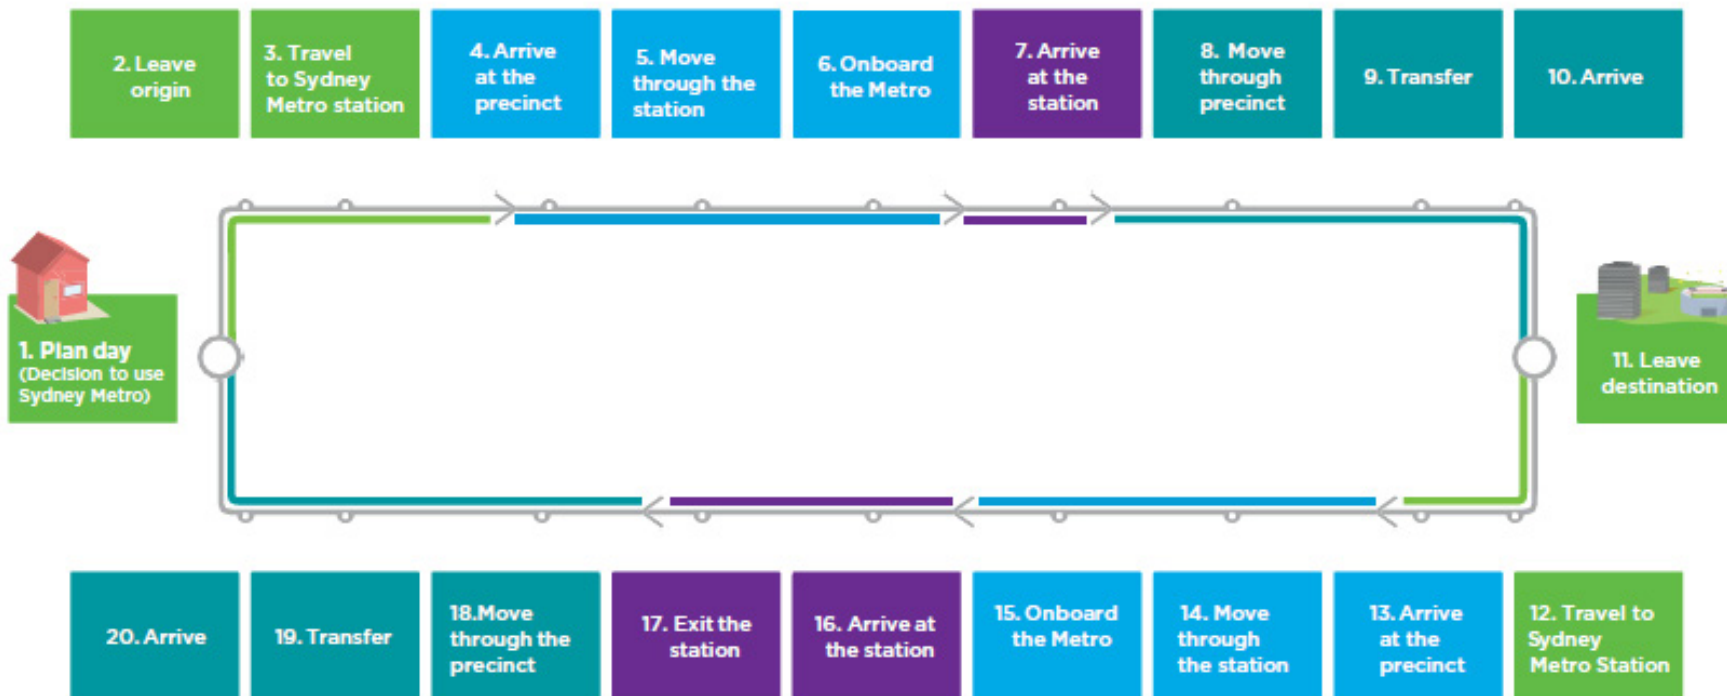 2. Leave
origin
3. Travel
to Sydney
Metro station
4. Arrive
at the
precinct
5. Move
through the
station
6. Onboard
the Metro
7. Arrive
at the
station
8. Move
through
precinct
9. Transfer
10. Arrive
1. Plan day
(Decision to use
Sydney Metro)
11. Leave
destination
20. Arrive
19. Transfer
18.Move
through the
precinct
17. Exit the
station
16. Arrive at
the station
15. Onboard
the Metro
14. Move
through
the station
13. Arrive
at the
precinct
12. Travel to
Sydney
Metro Station